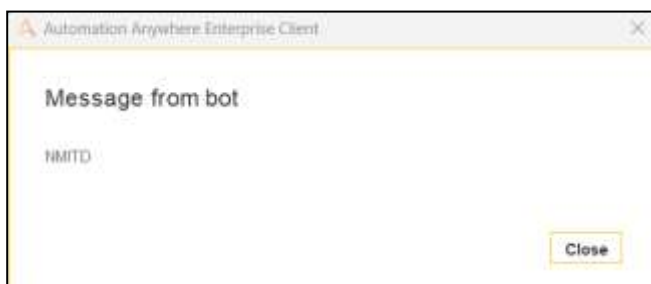 Automation Anywhere Enterprise Client
Message from bot
NMITD
Close